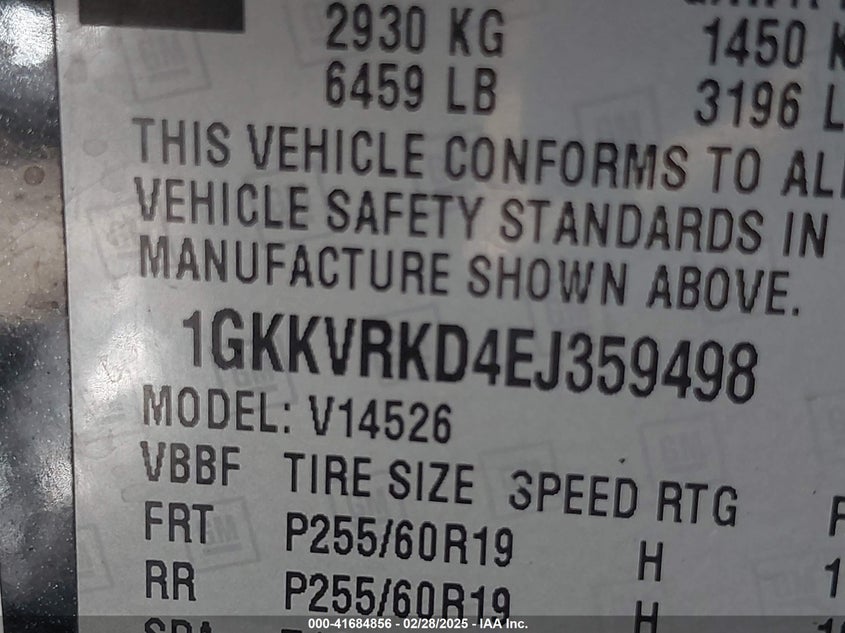 2930 KG 1450 K
6459 LB 3196 L
THIS VEHICLE CONFORMS TO ALL
VEHICLE SAFETY STANDARDS IN
MANUFACTURE SHOWN ABOVE.
1GKKVRKD4EJ359498
MODEL: V14526
VBBF TIRE SIZE SPEED RTG
FRT P255/60R19 H 1
RR P255/60R19 H
000-41684856 - 02/28/2025 - IAA Inc.